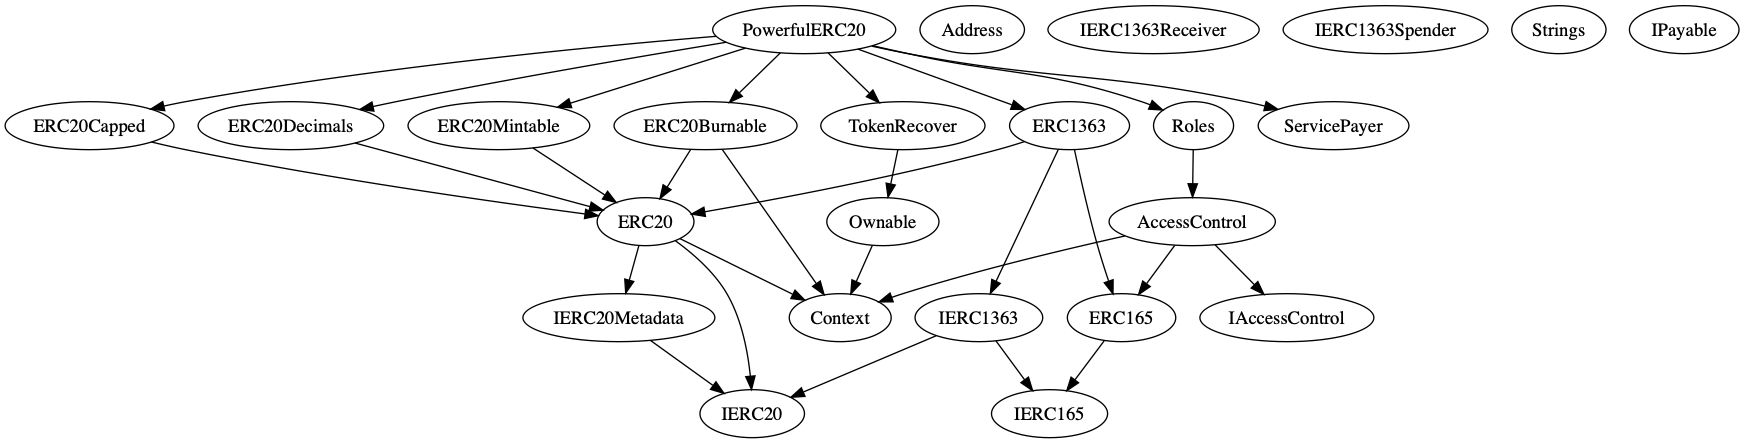 PowerfulERC20
Address
IERC1363Receiver
IERC1363Spender
Strings
IPayable
ERC20Capped
ERC20Decimals
ERC20Mintable
ERC20Burnable
TokenRecover
ERC1363
Roles
ServicePayer
ERC20
Ownable
AccessControl
IERC20Metadata
Context
IERC1363
ERC165
IAccessControl
IERC20
IERC165